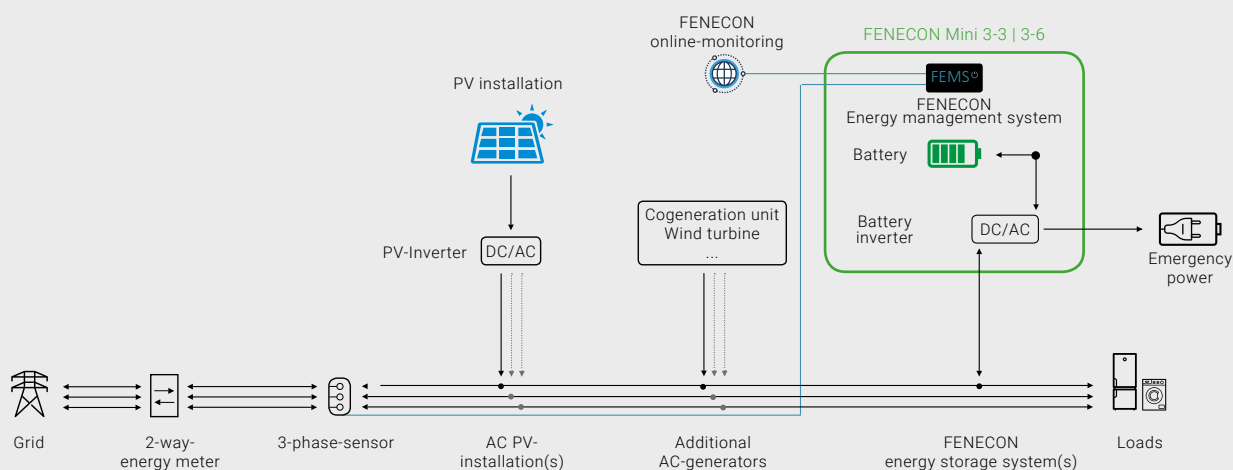 FENECON
online-monitoring
FENECON Mini 3-3 | 3-6
FEMS
FENECON
Energy management system
PV installation
Battery
Cogeneration unit
Wind turbine
...
Battery
inverter
DC/AC
PV-Inverter
DC/AC
Emergency
power
Grid
2-way-
energy meter
3-phase-sensor
AC PV-
installation(s)
Additional
AC-generators
FENECON
energy storage system(s)
Loads